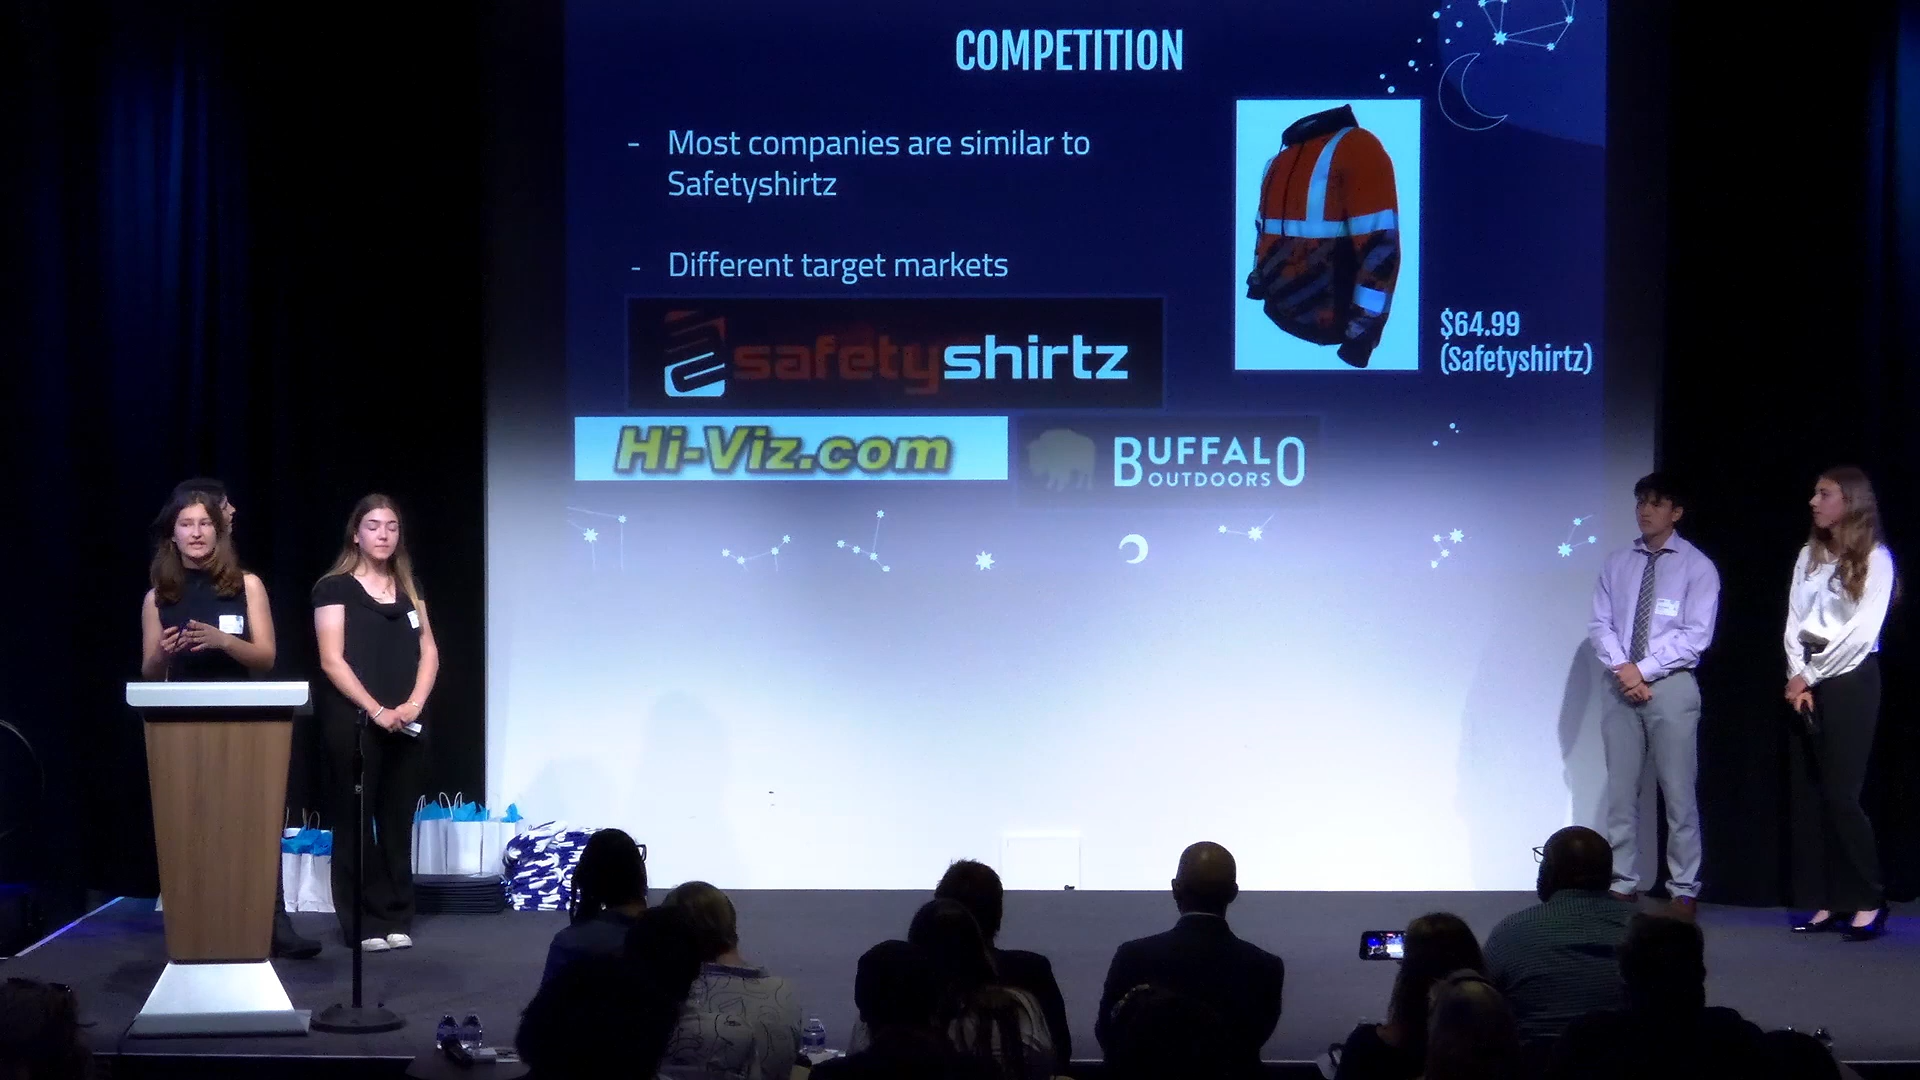 COMPETITION
- Most companies are similar to
Safetyshirtz
- Different target markets
$64.99
(Safetyshirtz)
safetyshirtz
Hi-Viz.com
BUFFALO
OUTDOORS